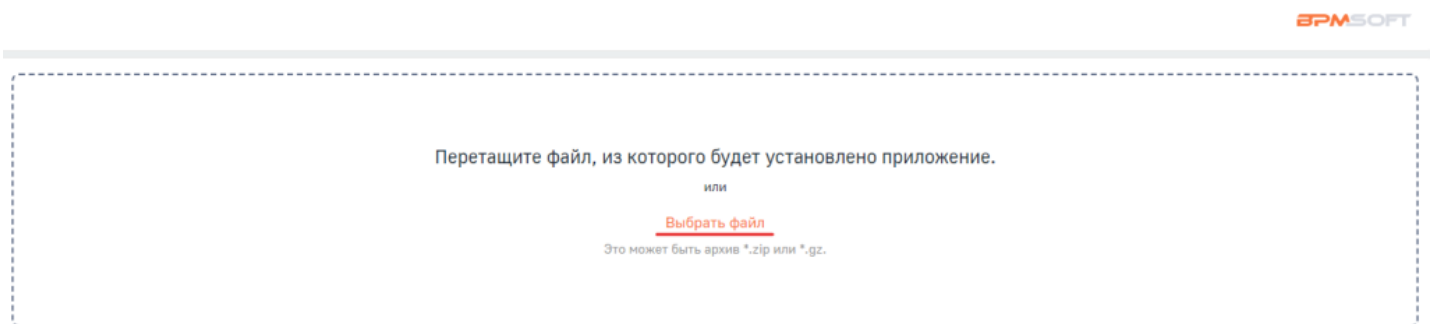 BPMSOFT
Перетащите файл, из которого будет установлено приложение.
или
Выбрать файл
Это может быть архив *.zip или *.gz.